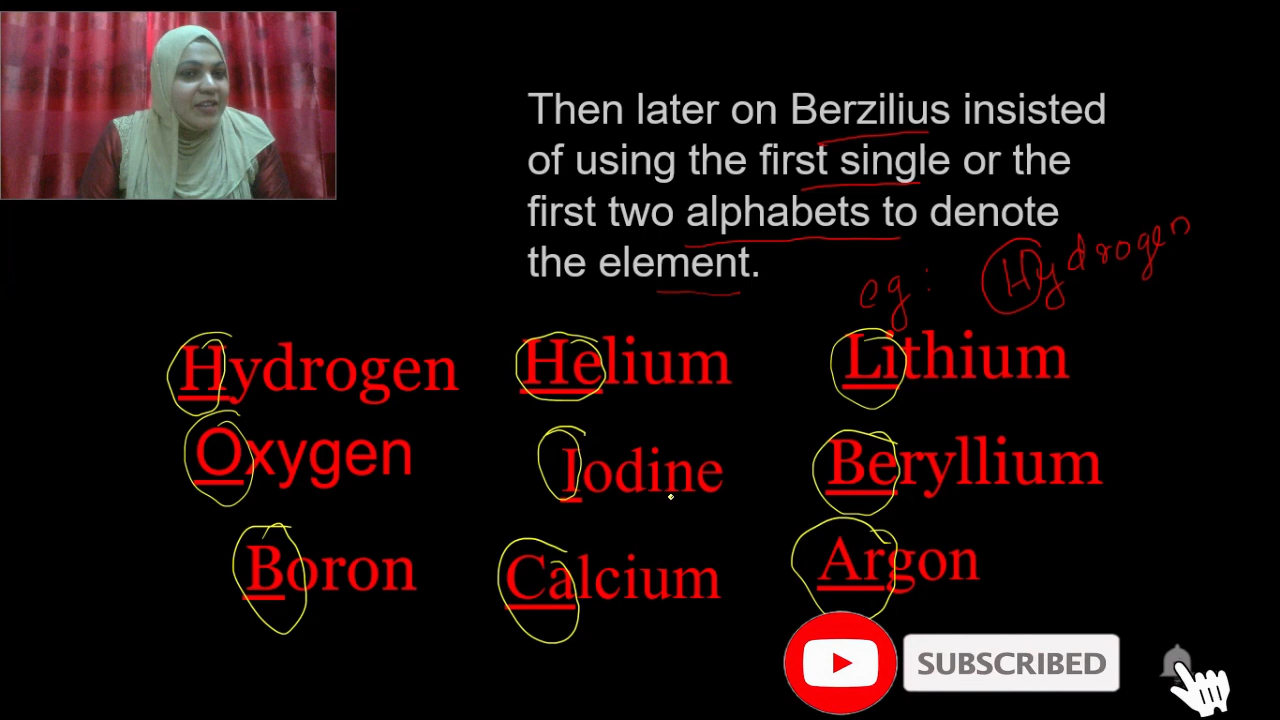 Then later on Berzilius insisted
of using the first single or the
first two alphabets to denote
the element.
eg: Hydrogen
Hydrogen Helium Lithium
Oxygen Iodine Beryllium
Boron Calcium Argon
SUBSCRIBED